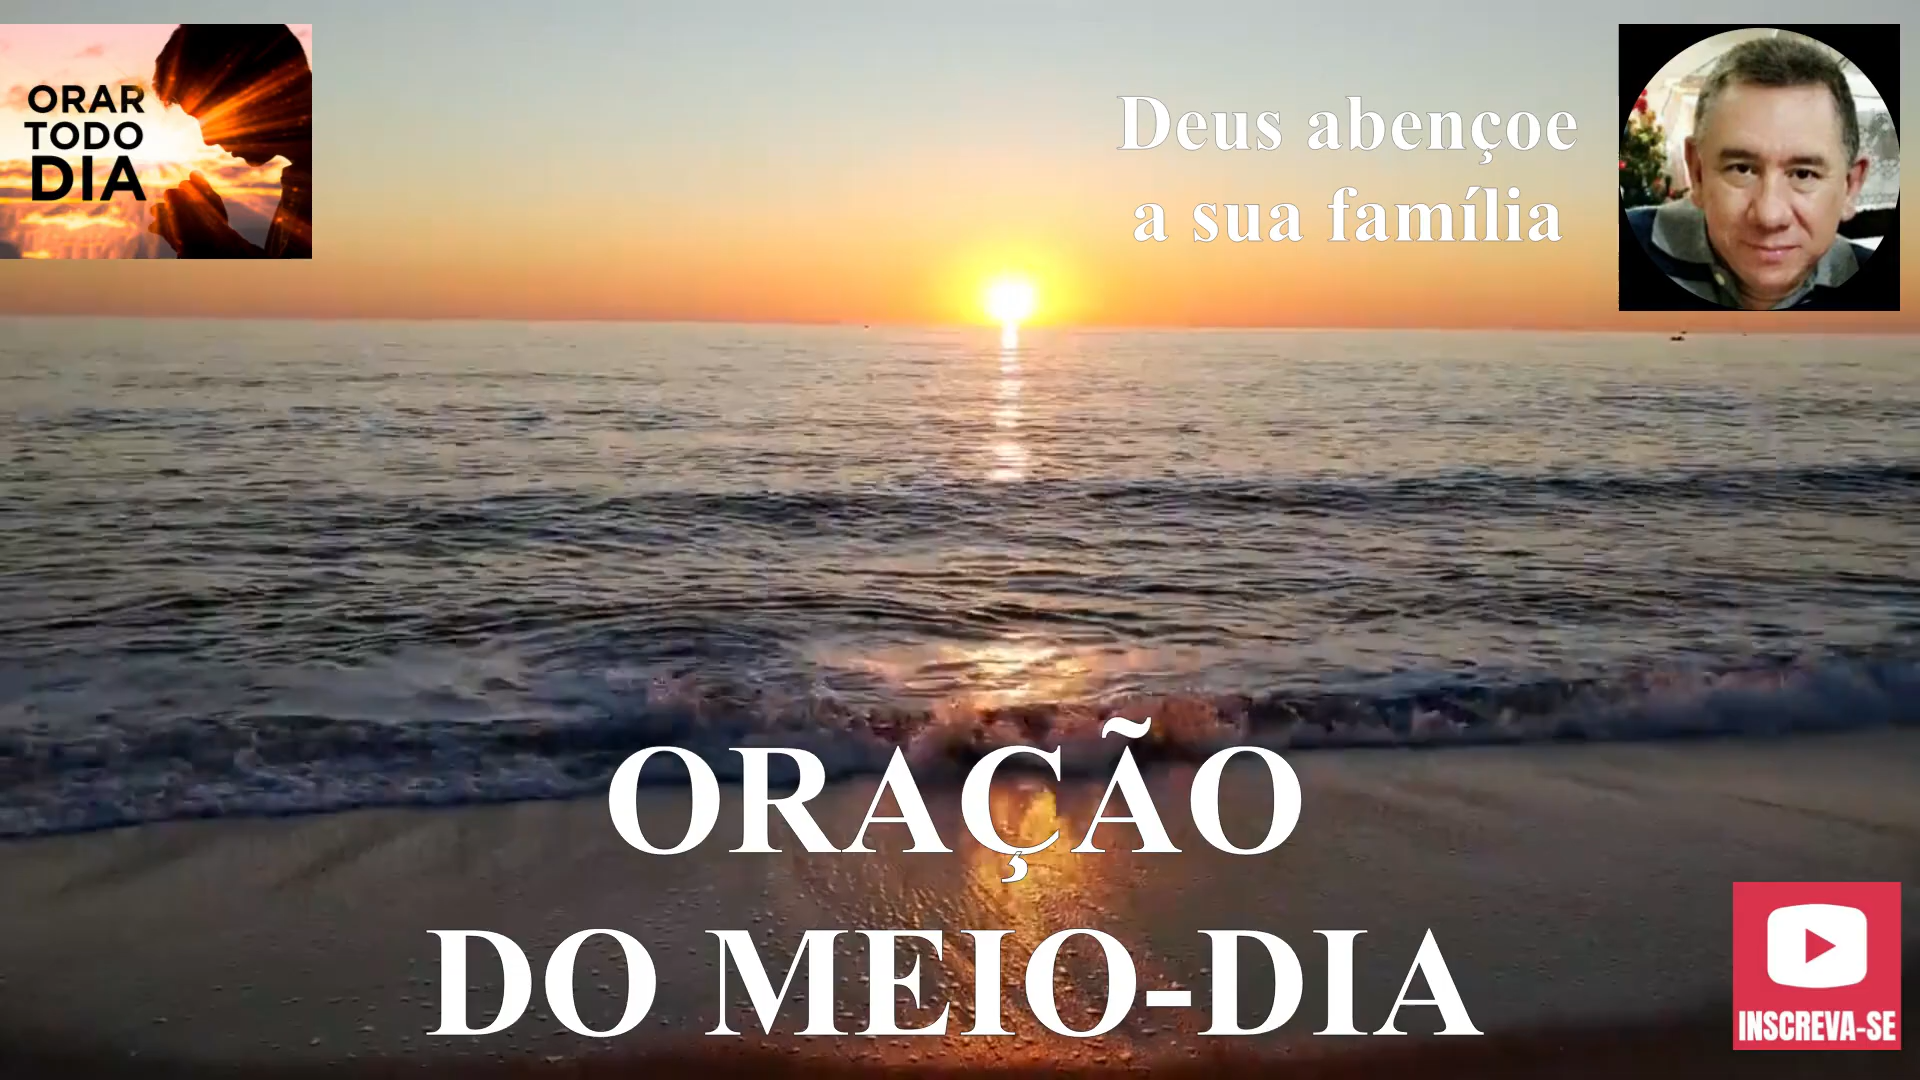 ORAR
TODO
DIA
Deus abençoe
a sua família
ORAÇÃO
DO MEIO-DIA
INSCREVA-SE